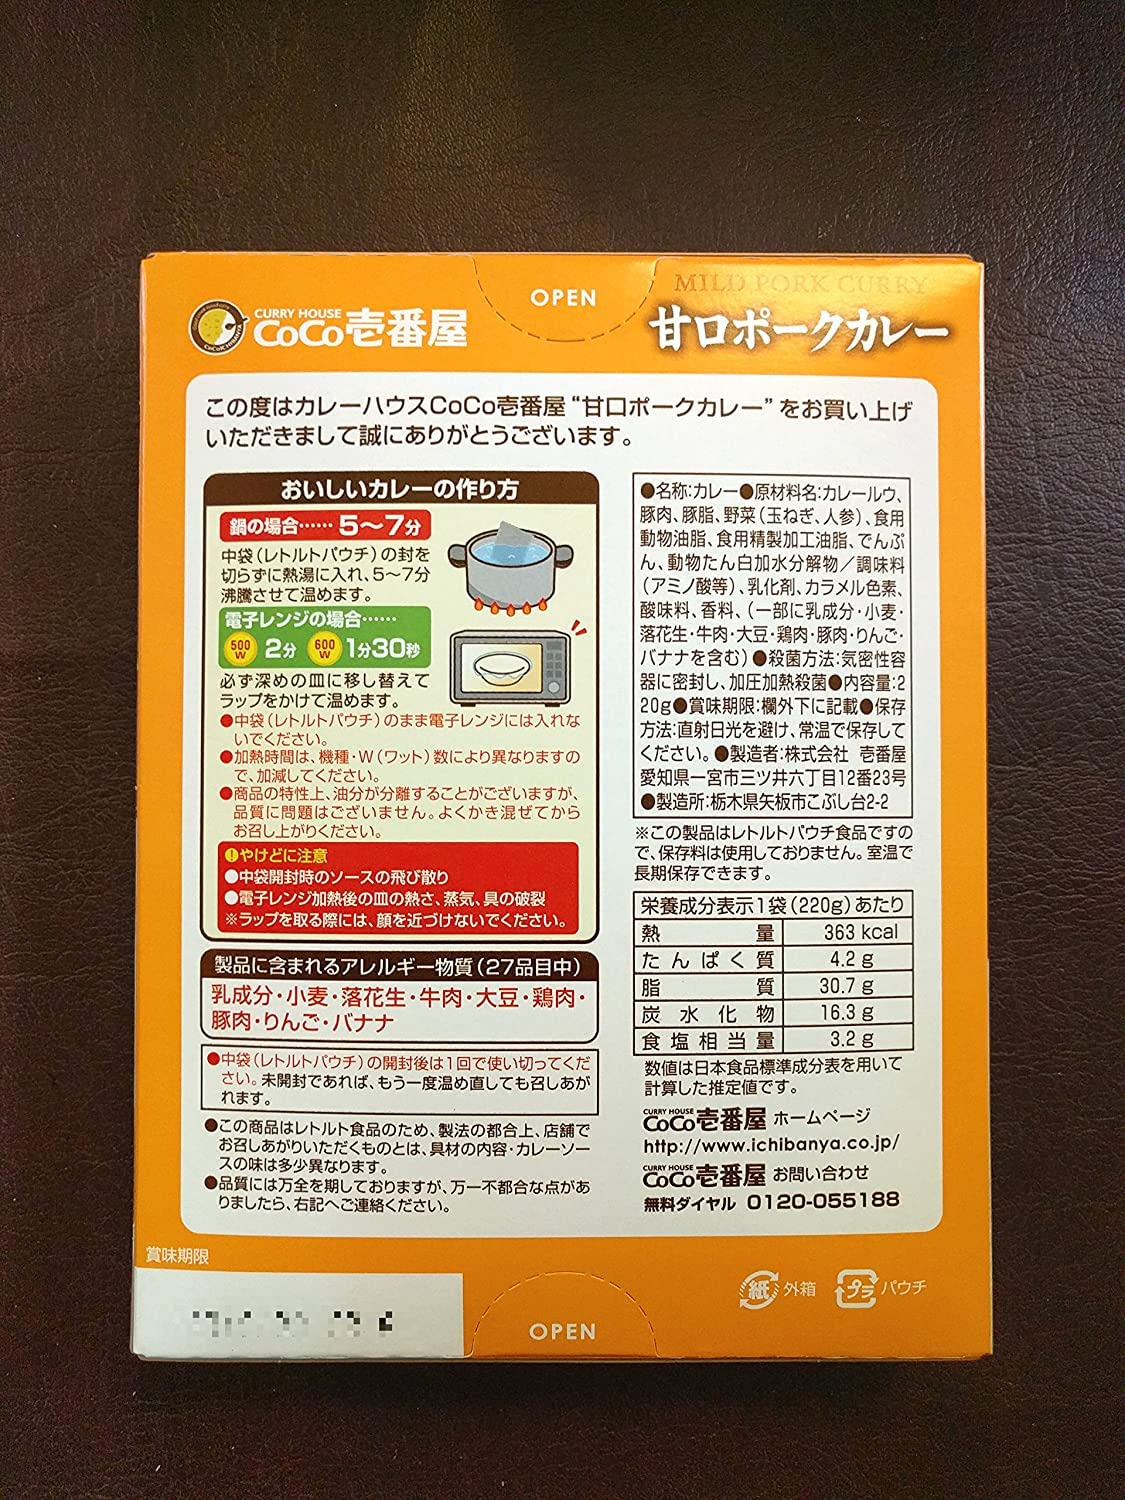 OPEN
MILD PORK CURRY
CURRY HOUSE
CoCo壱番屋
甘口ポークカレー
この度はカレーハウスCoCo壱番屋“甘口ポークカレー”をお買い上げ
いただきまして誠にありがとうございます。
おいしいカレーの作り方
鍋の場合…… 5〜7分
中袋(レトルトパウチ)の封を
切らずに熱湯に入れ、5〜7分
沸騰させて温めます。
電子レンジの場合……
500W 2分 600W 1分30秒
必ず深めの皿に移し替えて
ラップをかけて温めます。
●中袋(レトルトパウチ)のまま電子レンジには入れな
いでください。
●加熱時間は、機種・W(ワット)数により異なりますの
で、加減してください。
●商品の特性上、油分が分離することがございますが、
品質に問題はございません。よくかき混ぜてから
お召し上がりください。
!やけどに注意
●中袋開封時のソースの飛び散り
●電子レンジ加熱後の皿の熱さ、蒸気、具の破裂
※ラップを取る際には、顔を近づけないでください。
製品に含まれるアレルギー物質(27品目中)
乳成分・小麦・落花生・牛肉・大豆・鶏肉・
豚肉・りんご・バナナ
●中袋(レトルトパウチ)の開封後は1回で使い切ってくだ
さい。未開封であれば、もう一度温め直しても召しあが
れます。
●この商品はレトルト食品のため、製法の都合上、店舗で
お召しあがりいただくものとは、具材の内容・カレーソー
スの味は多少異なります。
●品質には万全を期しておりますが、万一不都合な点があ
りましたら、右記へご連絡ください。
●名称:カレー●原材料名:カレールウ、
豚肉、豚脂、野菜(玉ねぎ、人参)、食用
動物油脂、食用精製加工油脂、でんぷ
ん、動物たん白加水分解物/調味料
(アミノ酸等)、乳化剤、カラメル色素、
酸味料、香料、(一部に乳成分・小麦・
落花生・牛肉・大豆・鶏肉・豚肉・りんご・
バナナを含む)●殺菌方法:気密性容
器に密封し、加圧加熱殺菌●内容量:2
20g●賞味期限:欄外下に記載●保存
方法:直射日光を避け、常温で保存して
ください。●製造者:株式会社 壱番屋
愛知県一宮市三ツ井六丁目12番23号
●製造所:栃木県矢板市こぶし台2-2
※この製品はレトルトパウチ食品ですの
で、保存料は使用しておりません。室温で
長期保存できます。
栄養成分表示1袋(220g)あたり
熱量 363 kcal
たんぱく質 4.2 g
脂質 30.7 g
炭水化物 16.3 g
食塩相当量 3.2 g
数値は日本食品標準成分表を用いて
計算した推定値です。
CURRY HOUSE
CoCo壱番屋 ホームページ
http://www.ichibanya.co.jp/
CURRY HOUSE
CoCo壱番屋 お問い合わせ
無料ダイヤル 0120-055188
賞味期限
紙 外箱 プラ パウチ
OPEN